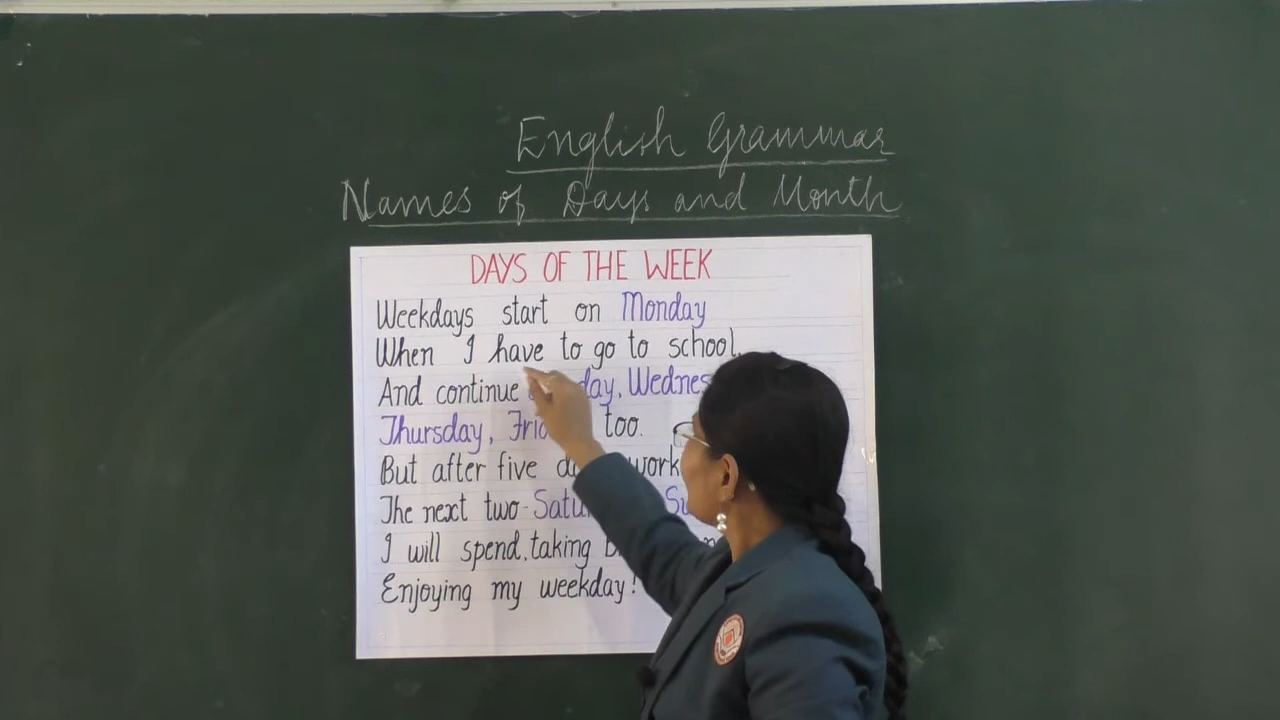 English Grammar
Names of Days and Month
DAYS OF THE WEEK
Weekdays start on Monday
When I have to go to school.
And continue day, Wednes
Thursday, Frid too.
But after five work
The next two - Satu Su
I will spend, taking
Enjoying my weekday!